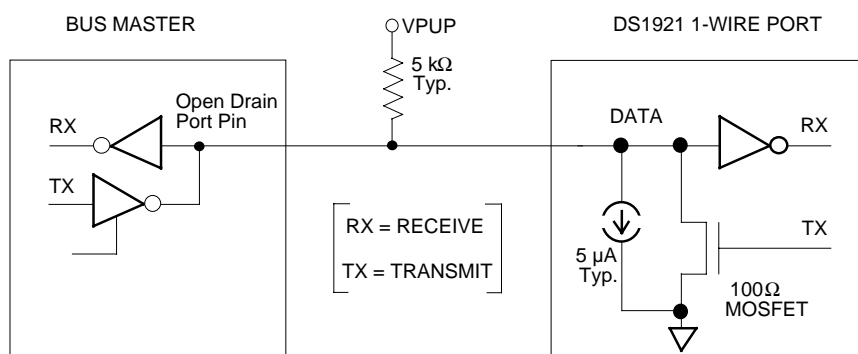 BUS MASTER
VPUP
DS1921 1-WIRE PORT
5 kΩ
Typ.
Open Drain
Port Pin
RX
DATA
RX
TX
RX = RECEIVE
TX = TRANSMIT
5 µA
Typ.
TX
100Ω
MOSFET